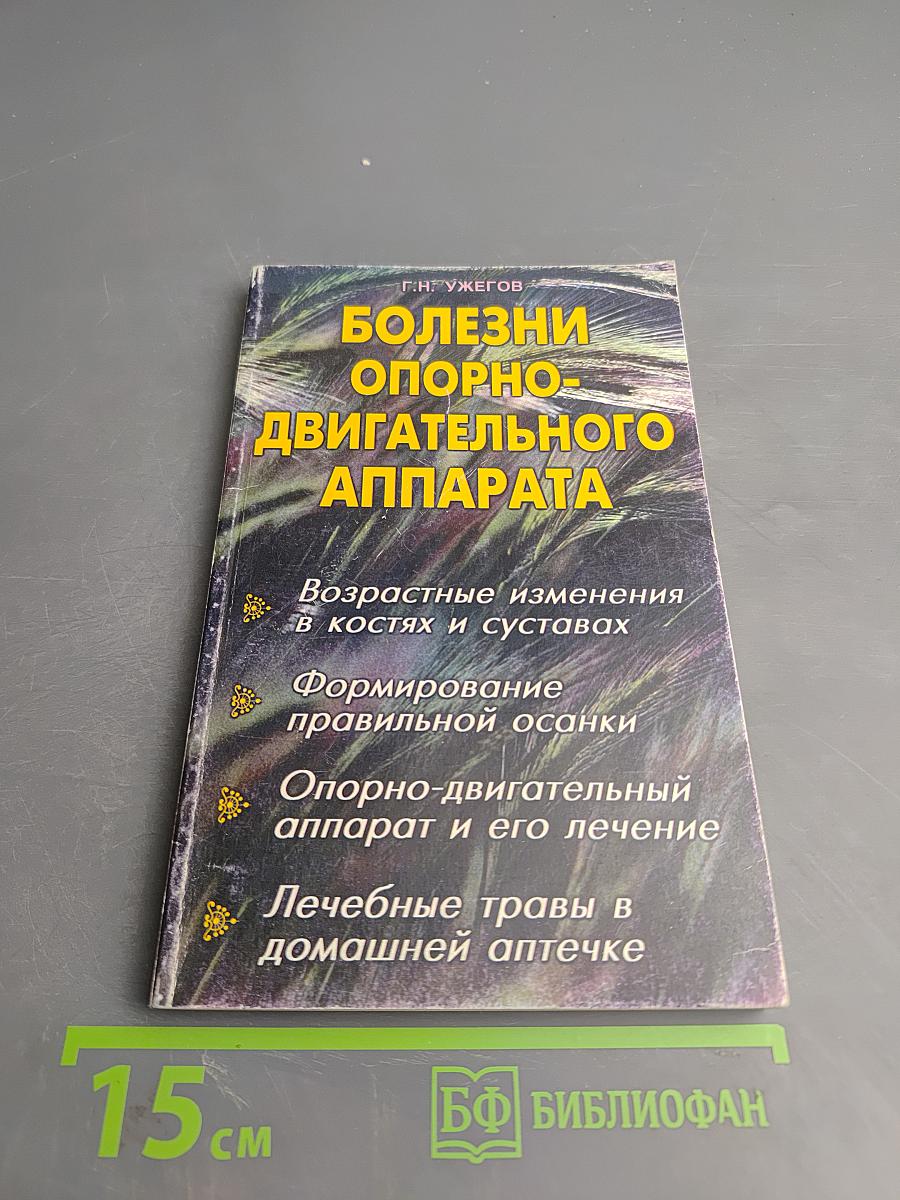 Г.Н. УЖЕГОВ
БОЛЕЗНИ
ОПОРНО-
ДВИГАТЕЛЬНОГО
АППАРАТА
Возрастные изменения
в костях и суставах
Формирование
правильной осанки
Опорно-двигательный
аппарат и его лечение
Лечебные травы в
домашней аптечке
15 см
БФ БИБЛИОФАН